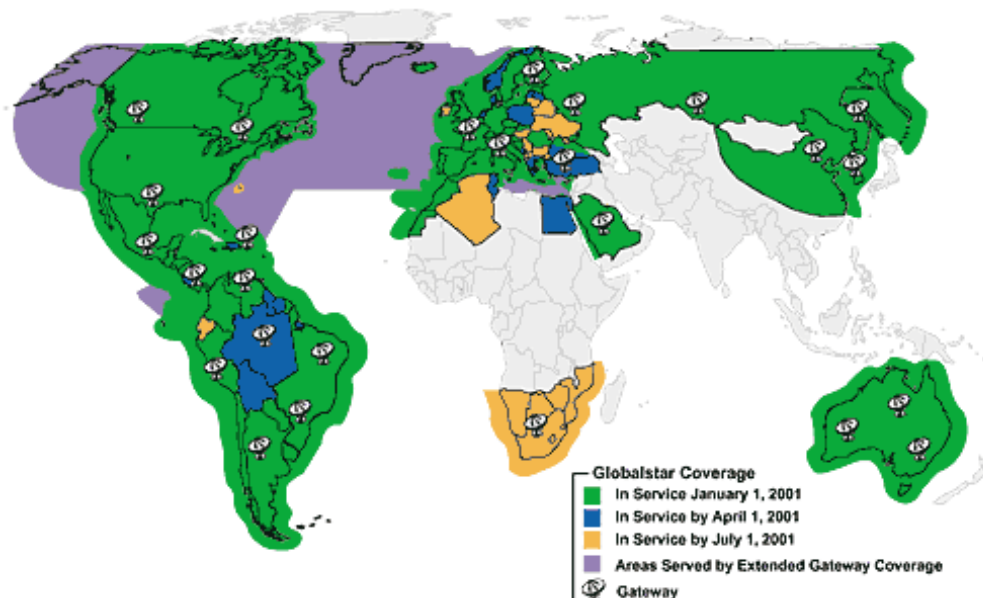 Globalstar Coverage
In Service January 1, 2001
In Service by April 1, 2001
In Service by July 1, 2001
Areas Served by Extended Gateway Coverage
Gateway